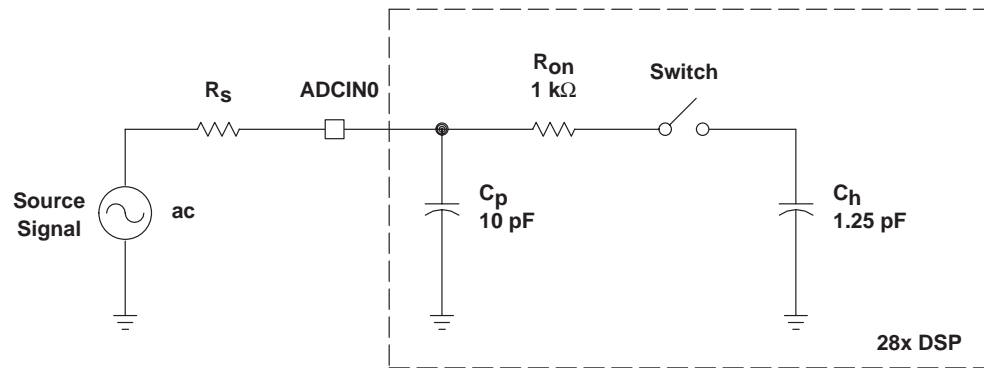 Rs
ADCIN0
Ron
1 kΩ
Switch
Source
Signal
ac
Cp
10 pF
Ch
1.25 pF
28x DSP